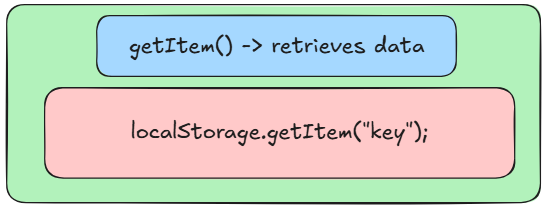 getItem() -> retrieves data
localStorage.getItem("key");